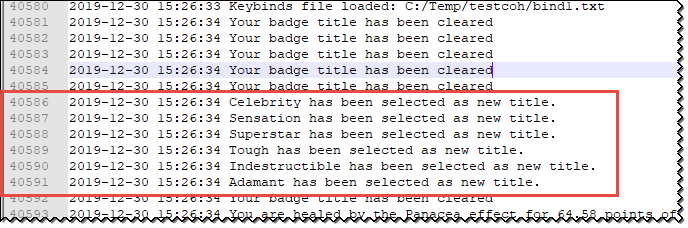 40580 2019-12-30 15:26:33 Keybinds file loaded: C:/Temp/testcoh/bind1.txt
40581 2019-12-30 15:26:34 Your badge title has been cleared
40582 2019-12-30 15:26:34 Your badge title has been cleared
40583 2019-12-30 15:26:34 Your badge title has been cleared
40584 2019-12-30 15:26:34 Your badge title has been cleared
40585 2019-12-30 15:26:34 Your badge title has been cleared
40586 2019-12-30 15:26:34 Celebrity has been selected as new title.
40587 2019-12-30 15:26:34 Sensation has been selected as new title.
40588 2019-12-30 15:26:34 Superstar has been selected as new title.
40589 2019-12-30 15:26:34 Tough has been selected as new title.
40590 2019-12-30 15:26:34 Indestructible has been selected as new title.
40591 2019-12-30 15:26:34 Adamant has been selected as new title.
40592 2019-12-30 15:26:34 Your badge title has been cleared
40593 2019-12-30 15:26:34 You are healed by the Panacea effect for 64.58 points of